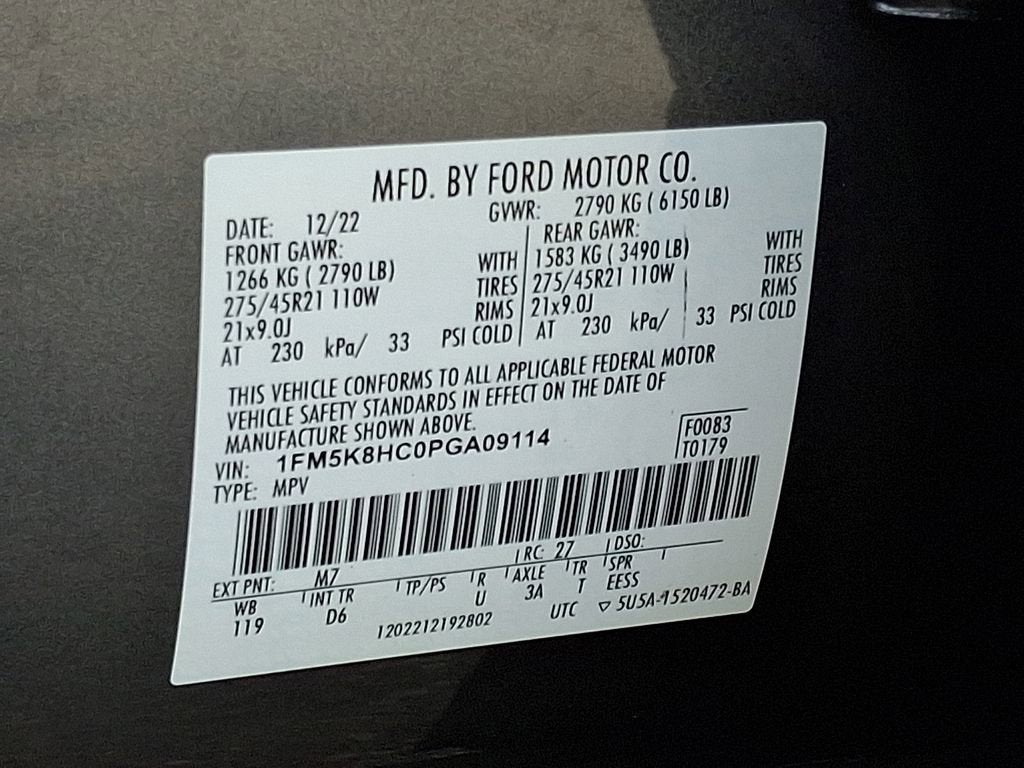 MFD. BY FORD MOTOR CO.
DATE: 12/22 GVWR: 2790 KG ( 6150 LB)
FRONT GAWR: REAR GAWR:
1266 KG ( 2790 LB) WITH 1583 KG ( 3490 LB) WITH
275/45R21 110W TIRES 275/45R21 110W TIRES
21x9.0J RIMS 21x9.0J RIMS
AT 230 kPa/ 33 PSI COLD AT 230 kPa/ 33 PSI COLD
THIS VEHICLE CONFORMS TO ALL APPLICABLE FEDERAL MOTOR
VEHICLE SAFETY STANDARDS IN EFFECT ON THE DATE OF
MANUFACTURE SHOWN ABOVE.
VIN: 1FM5K8HC0PGA09114 F0083
TYPE: MPV T0179
EXT PNT: M7 RC: 27 DSO:
WB INT TR TP/PS R AXLE TR SPR
119 D6 U 3A T EESS
1202212192802 UTC ▽ 5U5A-1520472-BA